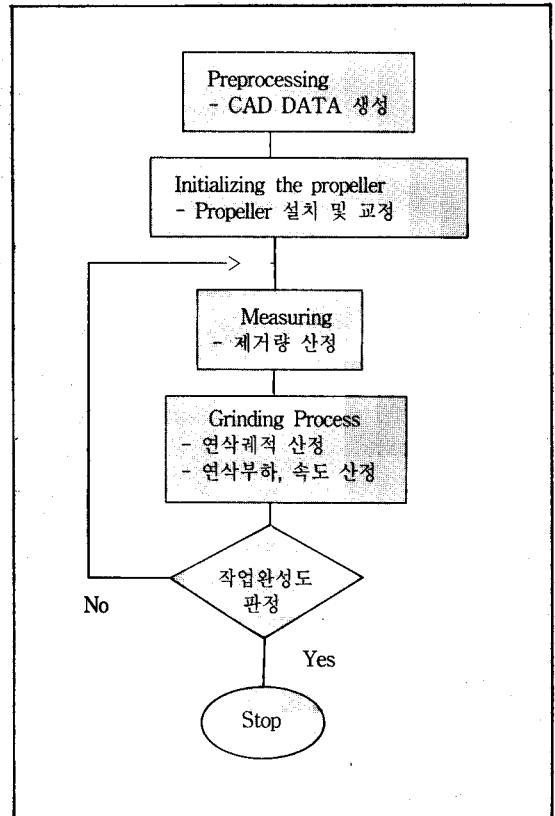 Preprocessing
- CAD DATA 생성
Initializing the propeller
- Propeller 설치 및 교정
Measuring
- 제거량 산정
Grinding Process
- 연삭궤적 산정
- 연삭부하, 속도 산정
작업완성도
판정
No
Yes
Stop